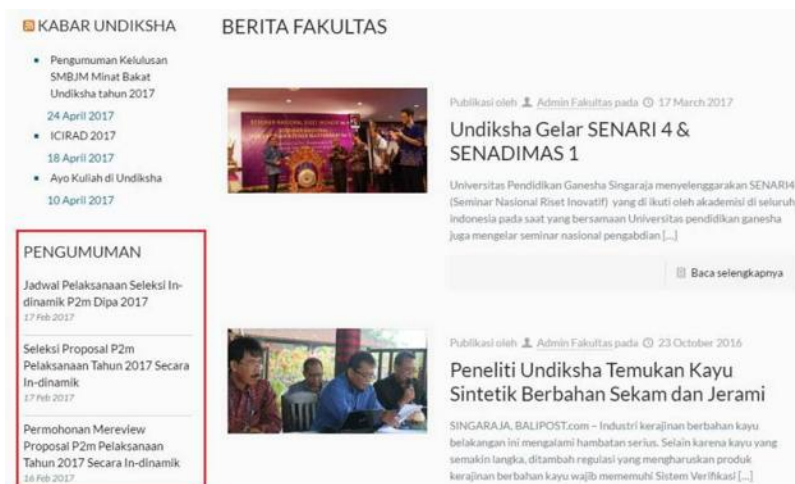 KABAR UNDIKSHA
Pengumuman Kelulusan
SMBJM Minat Bakat
Undiksha tahun 2017
24 April 2017
ICIRAD 2017
18 April 2017
Ayo Kuliah di Undiksha
10 April 2017
PENGUMUMAN
Jadwal Pelaksanaan Seleksi In-
dinamik P2m Dipa 2017
17 Feb 2017
Seleksi Proposal P2m
Pelaksanaan Tahun 2017 Secara
In-dinamik
17 Feb 2017
Permohonan Mereview
Proposal P2m Pelaksanaan
Tahun 2017 Secara In-dinamik
16 Feb 2017
BERITA FAKULTAS
Publikasi oleh Admin Fakultas pada 17 March 2017
Undiksha Gelar SENARI 4 &
SENADIMAS 1
Universitas Pendidikan Ganesha Singaraja menyelenggarakan SENARI4
(Seminar Nasional Riset Inovatif) yang di ikuti oleh akademisi di seluruh
indonesia pada saat yang bersamaan Universitas pendidikan ganesha
juga mengelar seminar nasional pengabdian [...]
Baca selengkapnya
Publikasi oleh Admin Fakultas pada 23 October 2016
Peneliti Undiksha Temukan Kayu
Sintetik Berbahan Sekam dan Jerami
SINGARAJA, BALIPOST.com – Industri kerajinan berbahan kayu
belakangan ini mengalami hambatan serius. Selain karena kayu yang
semakin langka, ditambah regulasi yang mengharuskan produk
kerajinan berbahan kayu wajib mememuhi Sistem Verifikasi [...]